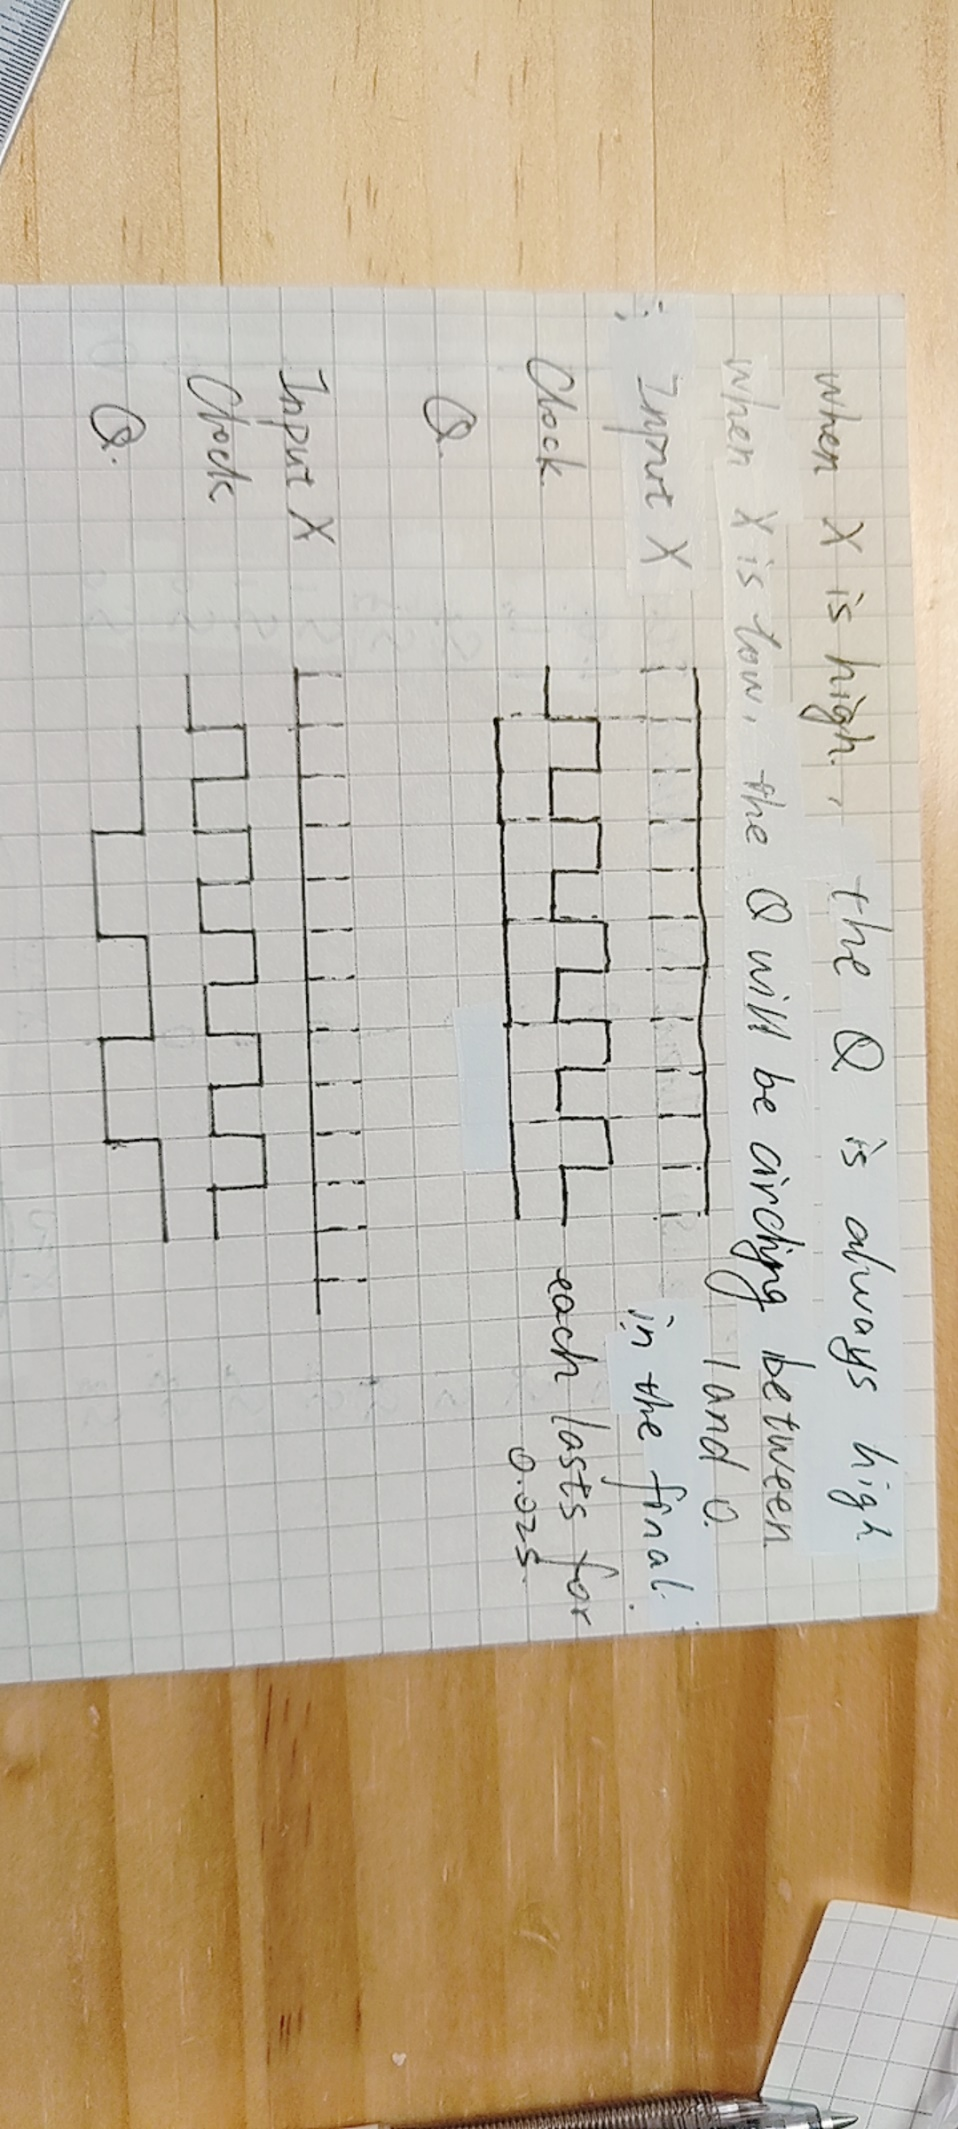 when X is high, the Q is always high
when X is low, the Q will be circling between
1 and 0.
Input X
in the final.
Clock
each lasts for
0.02s.
Q.
Input X
Clock
Q.